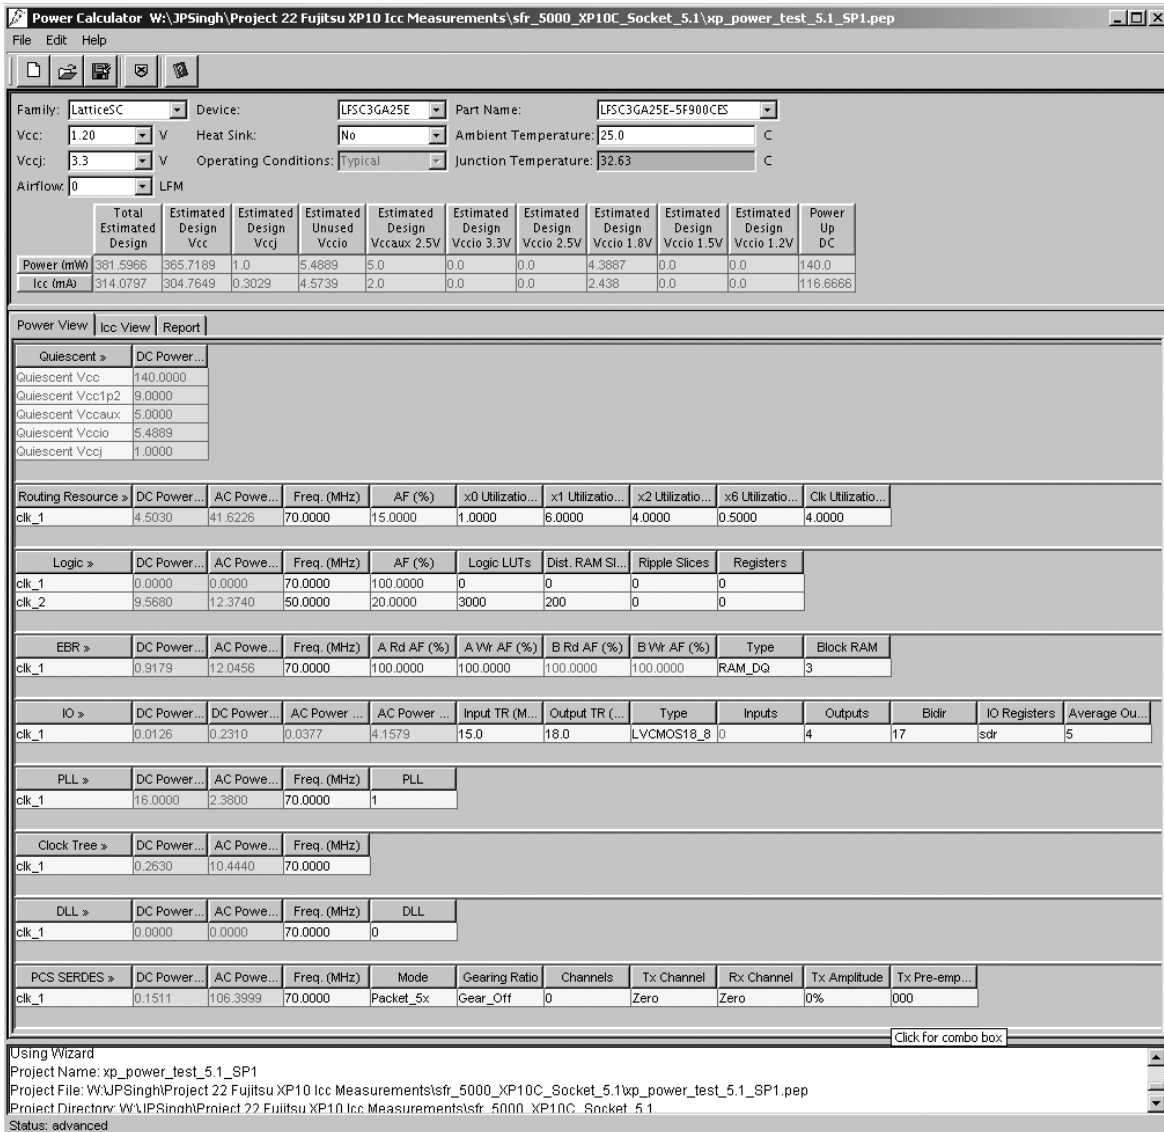 Power Calculator W:\JPSingh\Project 22 Fujitsu XP10 Icc Measurements\sfr_5000_XP10C_Socket_5.1\xp_power_test_5.1_SP1.pep
File Edit Help
Family: LatticeSC Device: LFSC3GA25E Part Name: LFSC3GA25E-5F900CES
Vcc: 1.20 V Heat Sink: No Ambient Temperature: 25.0 C
Vccj: 3.3 V Operating Conditions: Typical Junction Temperature: 32.63 C
Airflow: 0 LFM
Total Estimated Design Estimated Design Vcc Estimated Design Vccj Estimated Unused Vccio Estimated Design Vccaux 2.5V Estimated Design Vccio 3.3V Estimated Design Vccio 2.5V Estimated Design Vccio 1.8V Estimated Design Vccio 1.5V Estimated Design Vccio 1.2V Power Up DC
Power (mW) 381.5966 365.7189 1.0 5.4889 5.0 0.0 0.0 4.3887 0.0 0.0 140.0
Icc (mA) 314.0797 304.7649 0.3029 4.5739 2.0 0.0 0.0 2.438 0.0 0.0 116.6666
Power View Icc View Report
Quiescent » DC Power...
Quiescent Vcc 140.0000
Quiescent Vcc1p2 9.0000
Quiescent Vccaux 5.0000
Quiescent Vccio 5.4889
Quiescent Vccj 1.0000
Routing Resource » DC Power... AC Powe... Freq. (MHz) AF (%) x0 Utilizatio... x1 Utilizatio... x2 Utilizatio... x6 Utilizatio... Clk Utilizatio...
clk_1 4.5030 41.6226 70.0000 15.0000 1.0000 6.0000 4.0000 0.5000 4.0000
Logic » DC Power... AC Powe... Freq. (MHz) AF (%) Logic LUTs Dist. RAM Sl... Ripple Slices Registers
clk_1 0.0000 0.0000 70.0000 100.0000 0 0 0 0
clk_2 9.5680 12.3740 50.0000 20.0000 3000 200 0 0
EBR » DC Power... AC Powe... Freq. (MHz) A Rd AF (%) A Wr AF (%) B Rd AF (%) B Wr AF (%) Type Block RAM
clk_1 0.9179 12.0456 70.0000 100.0000 100.0000 100.0000 100.0000 RAM_DQ 3
IO » DC Power... DC Power... AC Power ... AC Power ... Input TR (M... Output TR (... Type Inputs Outputs Bidir IO Registers Average Ou...
clk_1 0.0126 0.2310 0.0377 4.1579 15.0 18.0 LVCMOS18_8 0 4 17 sdr 5
PLL » DC Power... AC Powe... Freq. (MHz) PLL
clk_1 16.0000 2.3800 70.0000 1
Clock Tree » DC Power... AC Powe... Freq. (MHz)
clk_1 0.2630 10.4440 70.0000
DLL » DC Power... AC Powe... Freq. (MHz) DLL
clk_1 0.0000 0.0000 70.0000 0
PCS SERDES » DC Power... AC Powe... Freq. (MHz) Mode Gearing Ratio Channels Tx Channel Rx Channel Tx Amplitude Tx Pre-emp...
clk_1 0.1511 106.3999 70.0000 Packet_5x Gear_Off 0 Zero Zero 0% 000
Click for combo box
Using Wizard
Project Name: xp_power_test_5.1_SP1
Project File: W:\JPSingh\Project 22 Fujitsu XP10 Icc Measurements\sfr_5000_XP10C_Socket_5.1\xp_power_test_5.1_SP1.pep
Project Directory: W:\JPSingh\Project 22 Fujitsu XP10 Icc Measurements\sfr_5000_XP10C_Socket_5.1
Status: advanced